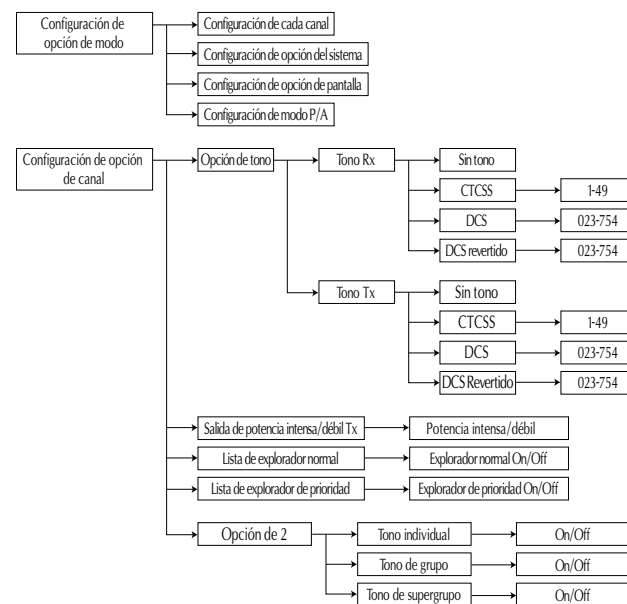 Configuración de
opción de modo
Configuración de cada canal
Configuración de opción del sistema
Configuración de opción de pantalla
Configuración de modo P/A
Configuración de opción
de canal
Opción de tono
Tono Rx
Sin tono
CTCSS
1-49
DCS
023-754
DCS revertido
023-754
Tono Tx
Sin tono
CTCSS
1-49
DCS
023-754
DCS Revertido
023-754
Salida de potencia intensa/débil Tx
Potencia intensa/débil
Lista de explorador normal
Explorador normal On/Off
Lista de explorador de prioridad
Explorador de prioridad On/Off
Opción de 2
Tono individual
On/Off
Tono de grupo
On/Off
Tono de supergrupo
On/Off